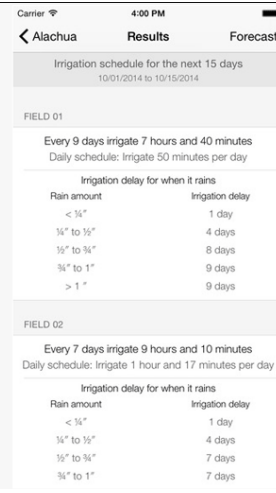 Carrier 4:00 PM
Alachua Results Forecast
Irrigation schedule for the next 15 days
10/01/2014 to 10/15/2014
FIELD 01
Every 9 days irrigate 7 hours and 40 minutes
Daily schedule: Irrigate 50 minutes per day
Irrigation delay for when it rains
Rain amount Irrigation delay
< ¼" 1 day
¼" to ½" 4 days
½" to ¾" 8 days
¾" to 1" 9 days
> 1 " 9 days
FIELD 02
Every 7 days irrigate 9 hours and 10 minutes
Daily schedule: Irrigate 1 hour and 17 minutes per day
Irrigation delay for when it rains
Rain amount Irrigation delay
< ¼" 1 day
¼" to ½" 4 days
½" to ¾" 7 days
¾" to 1" 7 days